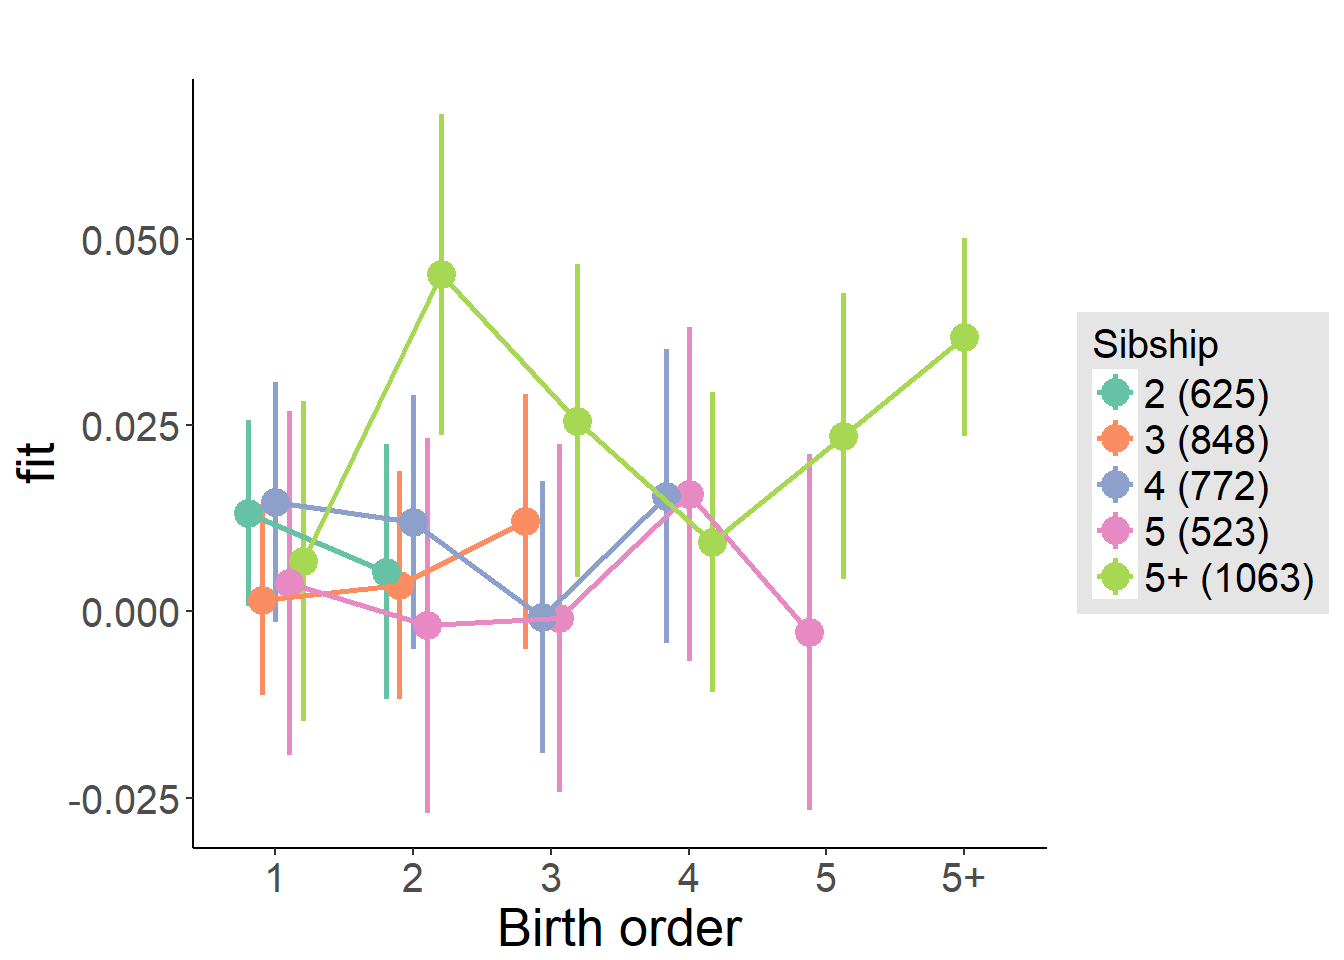 0.050
0.025
0.000
-0.025
fit
1 2 3 4 5 5+
Birth order
Sibship
2 (625)
3 (848)
4 (772)
5 (523)
5+ (1063)